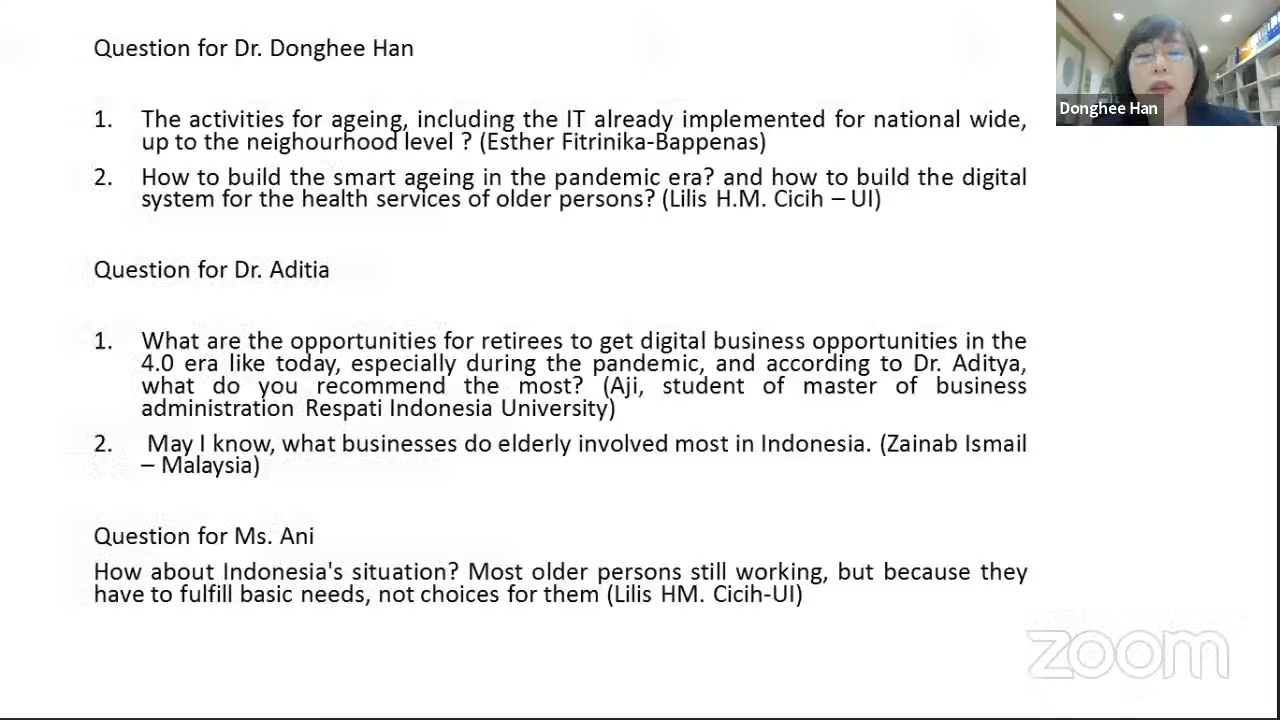 Question for Dr. Donghee Han
Donghee Han
1. The activities for ageing, including the IT already implemented for national wide,
up to the neighourhood level ? (Esther Fitrinika-Bappenas)
2. How to build the smart ageing in the pandemic era? and how to build the digital
system for the health services of older persons? (Lilis H.M. Cicih – UI)
Question for Dr. Aditia
1. What are the opportunities for retirees to get digital business opportunities in the
4.0 era like today, especially during the pandemic, and according to Dr. Aditya,
what do you recommend the most? (Aji, student of master of business
administration Respati Indonesia University)
2. May I know, what businesses do elderly involved most in Indonesia. (Zainab Ismail
– Malaysia)
Question for Ms. Ani
How about Indonesia's situation? Most older persons still working, but because they
have to fulfill basic needs, not choices for them (Lilis HM. Cicih-UI)
zoom